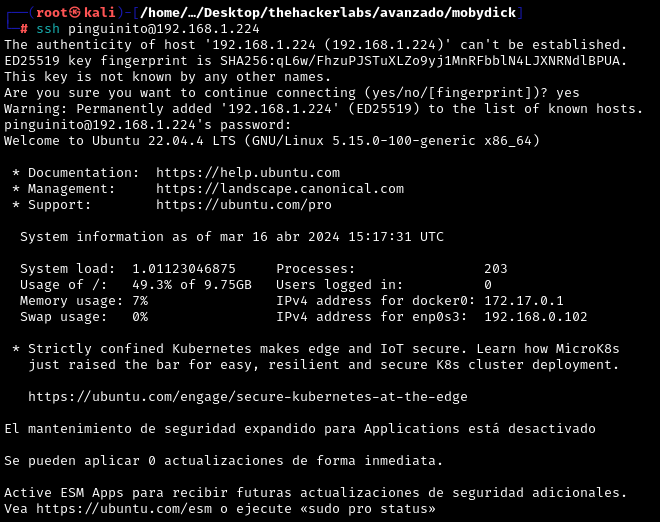 ┌──(root㉿kali)-[/home/…/Desktop/thehackerlabs/avanzado/mobydick]
└─# ssh pinguinito@192.168.1.224
The authenticity of host '192.168.1.224 (192.168.1.224)' can't be established.
ED25519 key fingerprint is SHA256:qL6w/FhzuPJSTuXLZo9yj1MnRFbblN4LJXNRNdlBPUA.
This key is not known by any other names.
Are you sure you want to continue connecting (yes/no/[fingerprint])? yes
Warning: Permanently added '192.168.1.224' (ED25519) to the list of known hosts.
pinguinito@192.168.1.224's password:
Welcome to Ubuntu 22.04.4 LTS (GNU/Linux 5.15.0-100-generic x86_64)

 * Documentation:  https://help.ubuntu.com
 * Management:     https://landscape.canonical.com
 * Support:        https://ubuntu.com/pro

  System information as of mar 16 abr 2024 15:17:31 UTC

  System load:  1.01123046875     Processes:                203
  Usage of /:   49.3% of 9.75GB   Users logged in:          0
  Memory usage: 7%                IPv4 address for docker0: 172.17.0.1
  Swap usage:   0%                IPv4 address for enp0s3:  192.168.0.102

 * Strictly confined Kubernetes makes edge and IoT secure. Learn how MicroK8s
   just raised the bar for easy, resilient and secure K8s cluster deployment.

   https://ubuntu.com/engage/secure-kubernetes-at-the-edge

El mantenimiento de seguridad expandido para Applications está desactivado

Se pueden aplicar 0 actualizaciones de forma inmediata.

Active ESM Apps para recibir futuras actualizaciones de seguridad adicionales.
Vea https://ubuntu.com/esm o ejecute «sudo pro status»